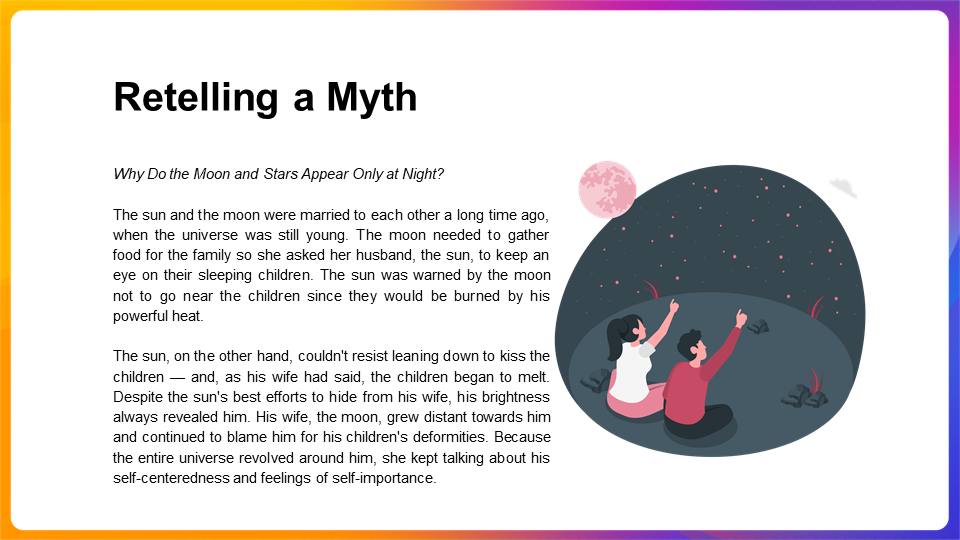 Retelling a Myth
Why Do the Moon and Stars Appear Only at Night?
The sun and the moon were married to each other a long time ago,
when the universe was still young. The moon needed to gather
food for the family so she asked her husband, the sun, to keep an
eye on their sleeping children. The sun was warned by the moon
not to go near the children since they would be burned by his
powerful heat.
The sun, on the other hand, couldn't resist leaning down to kiss the
children — and, as his wife had said, the children began to melt.
Despite the sun's best efforts to hide from his wife, his brightness
always revealed him. His wife, the moon, grew distant towards him
and continued to blame him for his children's deformities. Because
the entire universe revolved around him, she kept talking about his
self-centeredness and feelings of self-importance.